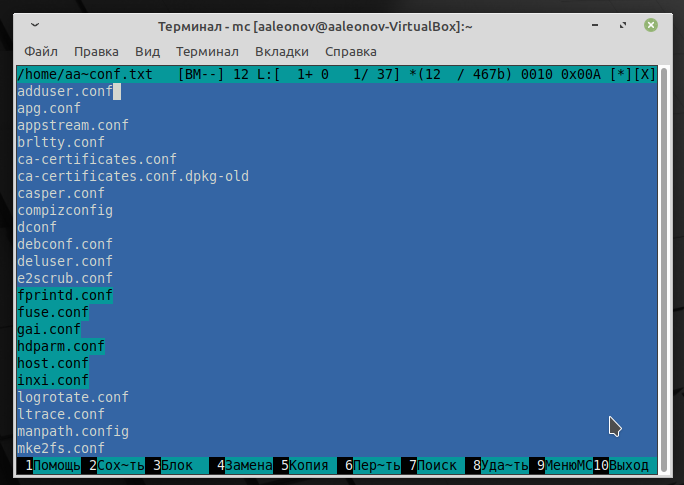 Терминал - mc [aaleonov@aaleonov-VirtualBox]:~
Файл Правка Вид Терминал Вкладки Справка
/home/aa~conf.txt [BM--] 12 L:[ 1+ 0 1/ 37] *(12 / 467b) 0010 0x00A [*][X]
adduser.conf
apg.conf
appstream.conf
brltty.conf
ca-certificates.conf
ca-certificates.conf.dpkg-old
casper.conf
compizconfig
dconf
debconf.conf
deluser.conf
e2scrub.conf
fprintd.conf
fuse.conf
gai.conf
hdparm.conf
host.conf
inxi.conf
logrotate.conf
ltrace.conf
manpath.config
mke2fs.conf
1Помощь 2Сох~ть 3Блок 4Замена 5Копия 6Пер~ть 7Поиск 8Уда~ть 9МенюMC 10Выход